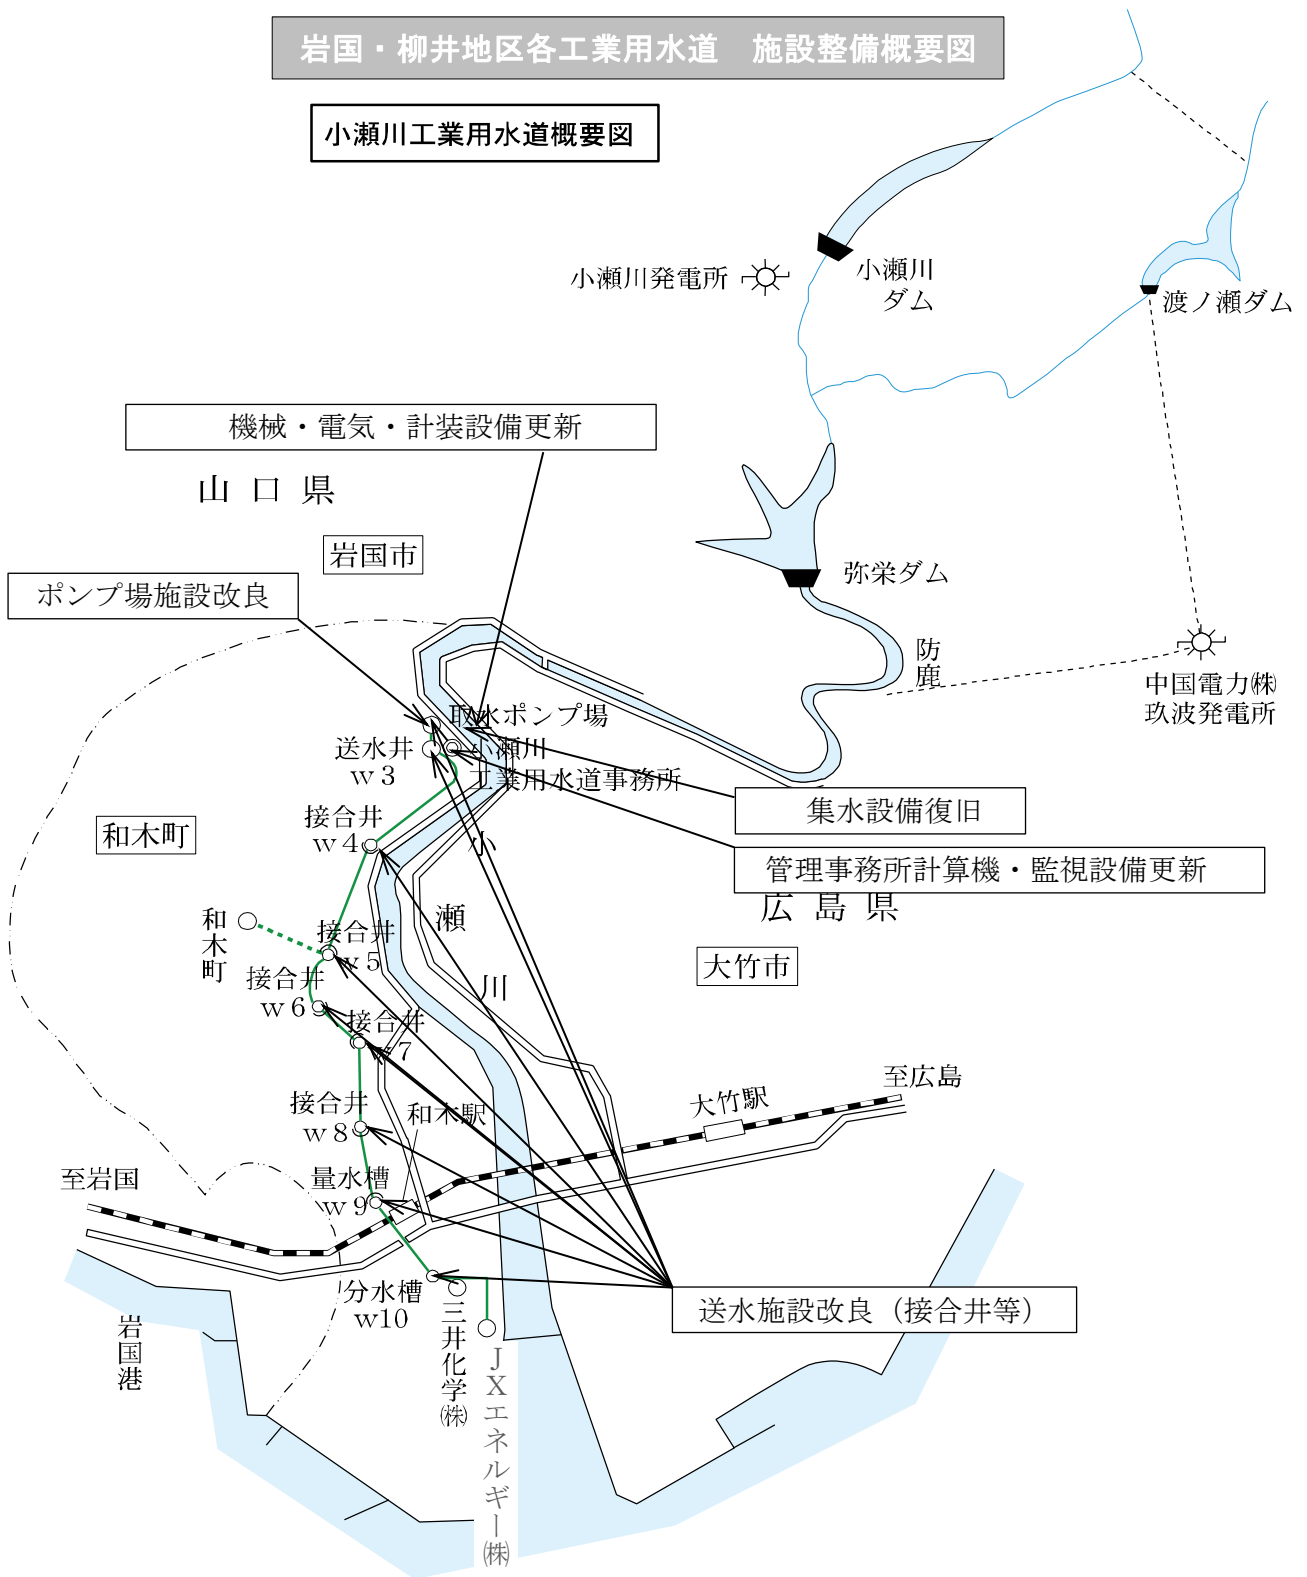 岩国・柳井地区各工業用水道　施設整備概要図
小瀬川工業用水道概要図
小瀬川発電所
小瀬川
ダム
渡ノ瀬ダム
機械・電気・計装設備更新
山口県
岩国市
弥栄ダム
ポンプ場施設改良
防鹿
中国電力㈱
玖波発電所
取水ポンプ場
送水井
w３
小瀬川
工業用水道事務所
集水設備復旧
接合井
w４
和木町
小瀬川
管理事務所計算機・監視設備更新
広島県
和木町
接合井
w５
大竹市
接合井
w６
接合井
w７
至広島
大竹駅
接合井
w８
和木駅
至岩国
量水槽
w９
分水槽
w10
送水施設改良（接合井等）
岩国港
三井化学㈱
ＪＸエネルギー㈱